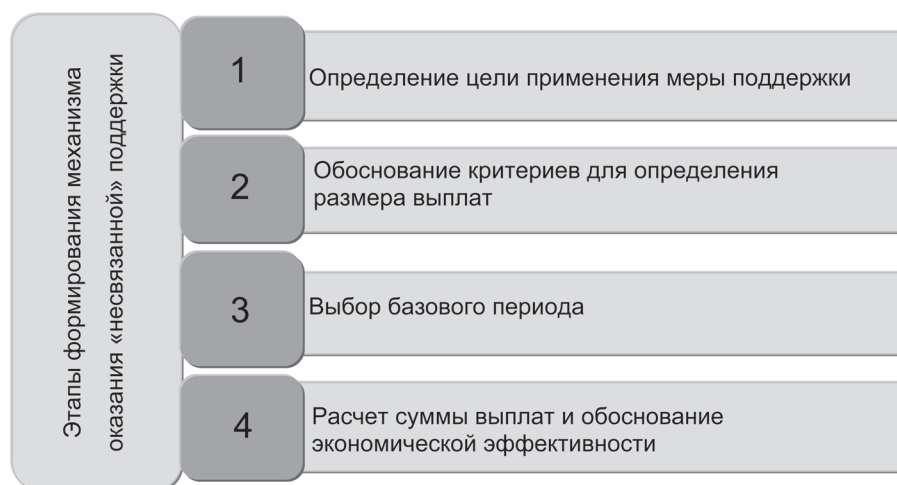 Этапы формирования механизма
оказания «несвязанной» поддержки
1
Определение цели применения меры поддержки
2
Обоснование критериев для определения
размера выплат
3
Выбор базового периода
4
Расчет суммы выплат и обоснование
экономической эффективности